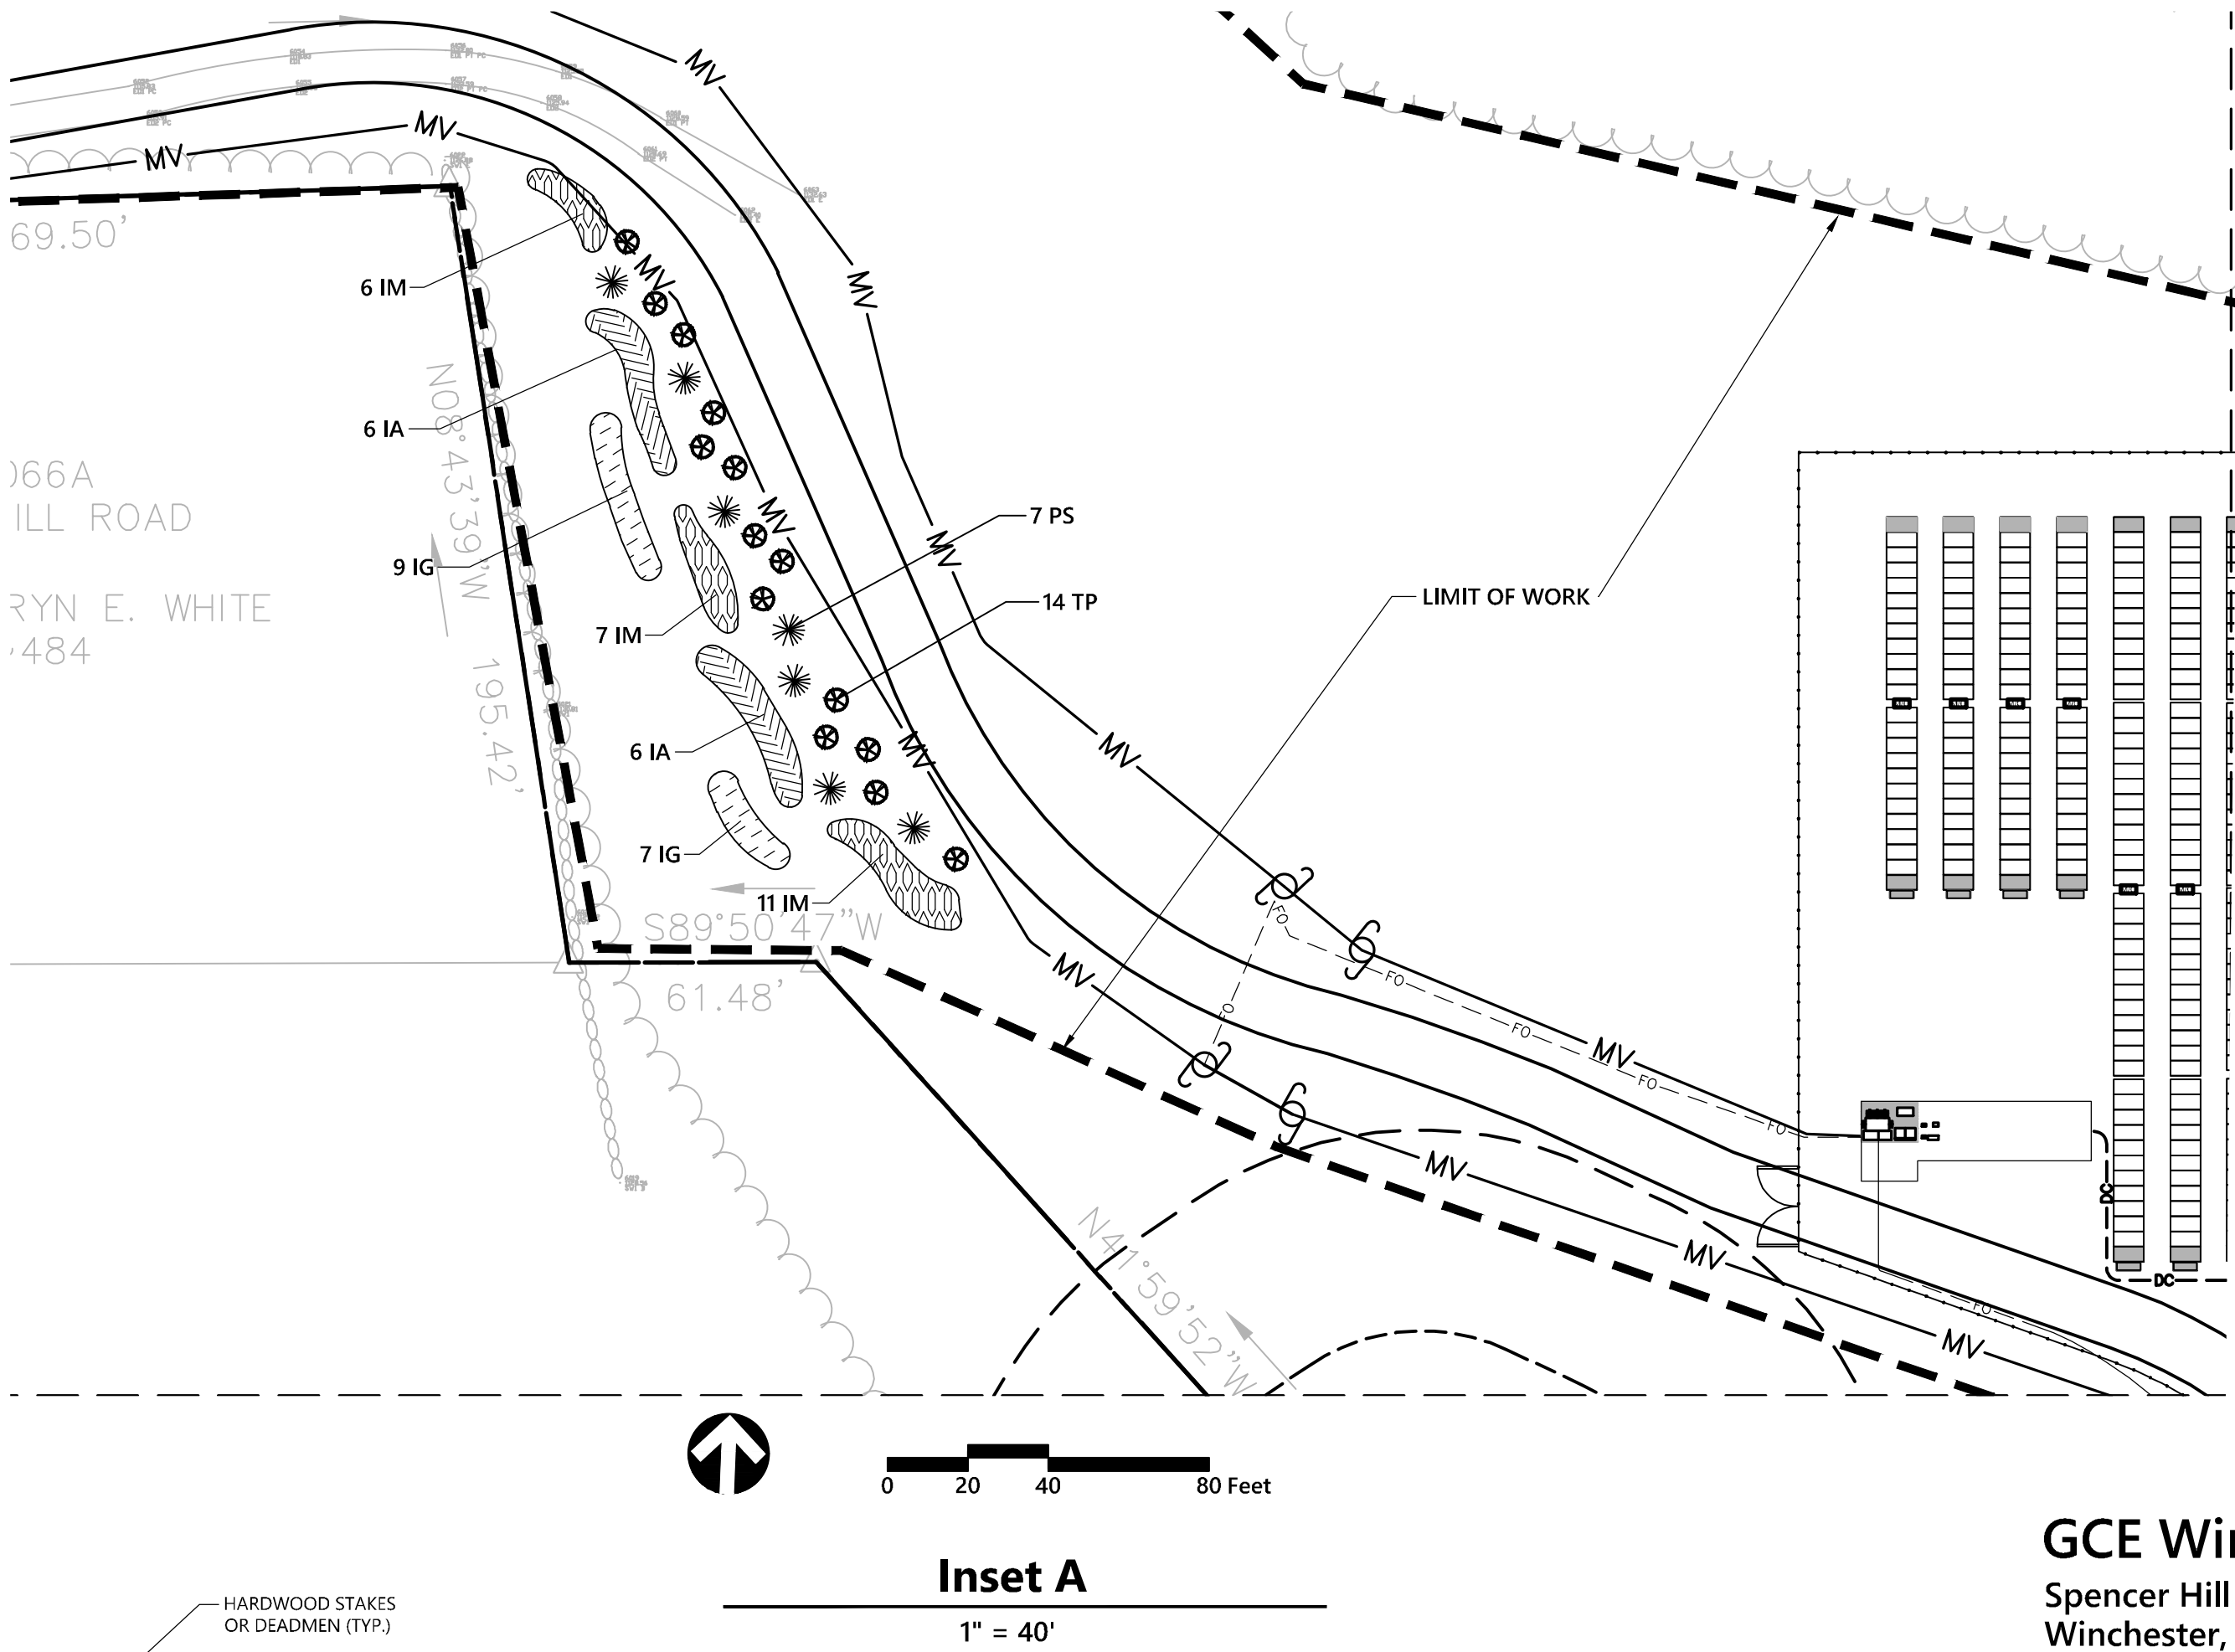 MV
MV
MV
MV
69.50'
6 IM
MV
MV
6 IA
N08°43'39"W
195.42'
066A
ILL ROAD
RYN E. WHITE
484
9 IG
MV
MV
7 PS
14 TP
LIMIT OF WORK
7 IM
6 IA
MV
MV
7 IG
11 IM
S89°50'47"W
61.48'
MV
FO
FO
FO
FO
MV
FO
FO
MV
MV
MV
FO
DC
DC
N41°59'52"W
0 20 40 80 Feet
Inset A
1" = 40'
HARDWOOD STAKES
OR DEADMEN (TYP.)
GCE Wi
Spencer Hill
Winchester,